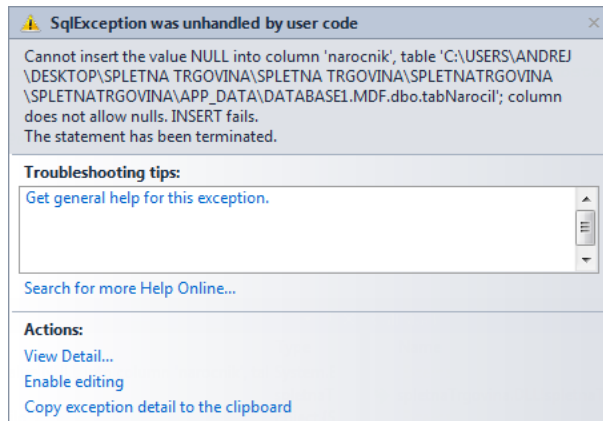 SqlException was unhandled by user code
Cannot insert the value NULL into column 'narocnik', table 'C:\USERS\ANDREJ
\DESKTOP\SPLETNA TRGOVINA\SPLETNA TRGOVINA\SPLETNATRGOVINA
\SPLETNATRGOVINA\APP_DATA\DATABASE1.MDF.dbo.tabNarocil'; column
does not allow nulls. INSERT fails.
The statement has been terminated.
Troubleshooting tips:
Get general help for this exception.
Search for more Help Online...
Actions:
View Detail...
Enable editing
Copy exception detail to the clipboard